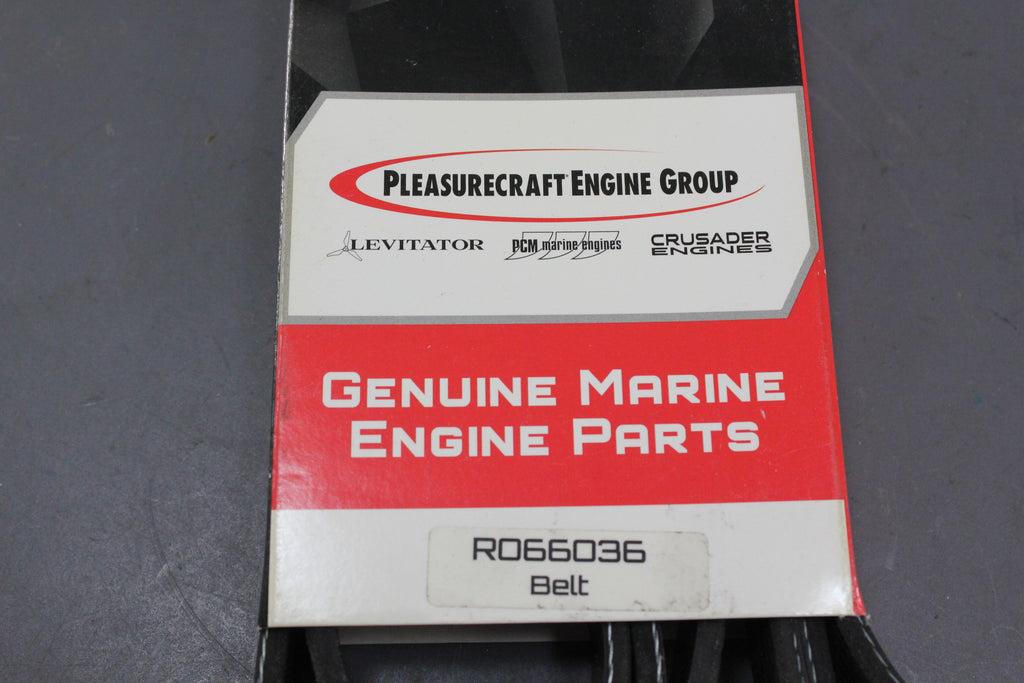 PLEASURECRAFT ENGINE GROUP
LEVITATOR
PCM marine engines
CRUSADER
ENGINES
GENUINE MARINE
ENGINE PARTS
R066036
Belt